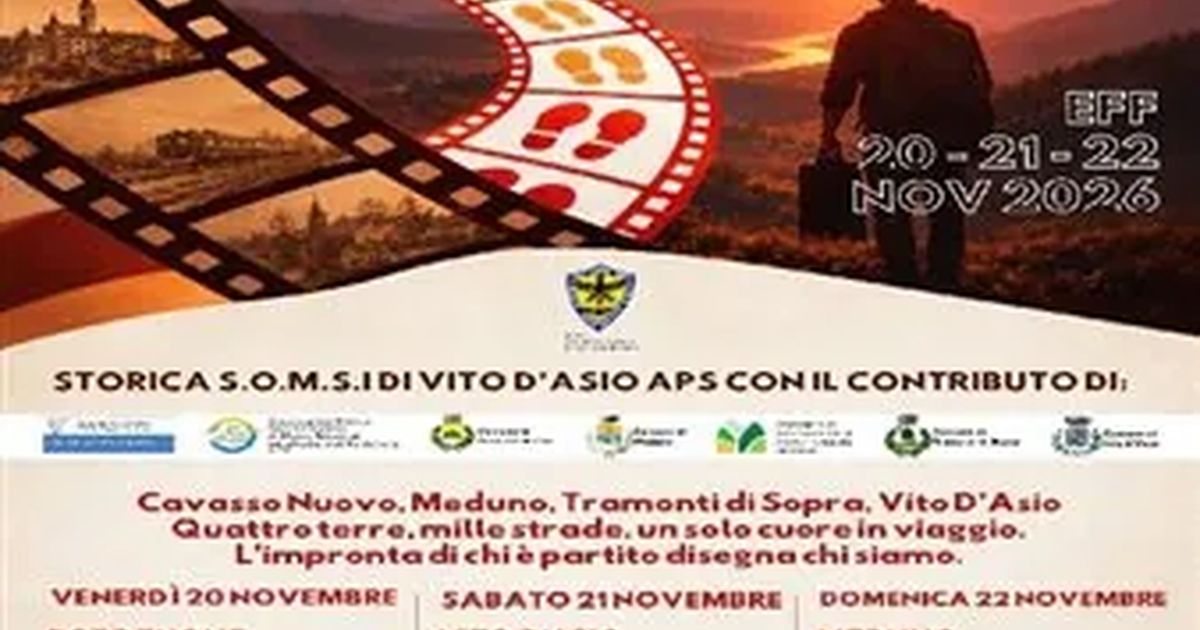 EFF
20 - 21 - 22
NOV 2026
STORICA S.O.M.S.I DI VITO D'ASIO APS CON IL CONTRIBUTO DI:
Cavasso Nuovo, Meduno, Tramonti di Sopra, Vito D'Asio
Quattro terre, mille strade, un solo cuore in viaggio.
L'impronta di chi è partito disegna chi siamo.
VENERDÌ 20 NOVEMBRE
SABATO 21 NOVEMBRE
DOMENICA 22 NOVEMBRE